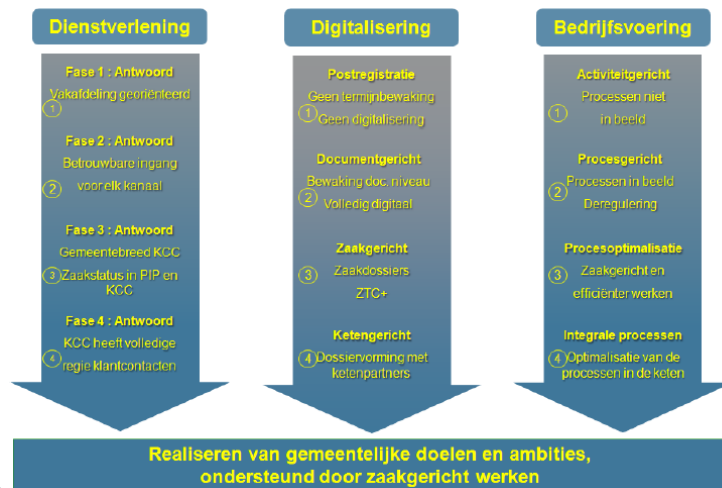 Dienstverlening
Fase 1 : Antwoord
Vakafdeling georiënteerd
1
Fase 2 : Antwoord
Betrouwbare ingang
2
voor elk kanaal
Fase 3 : Antwoord
Gemeentebreed KCC
3
Zaakstatus in PIP en
KCC
Fase 4 : Antwoord
KCC heeft volledige
4
regie klantcontacten
Digitalisering
Postregistratie
Geen termijnbewaking
1
Geen digitalisering
Documentgericht
Bewaking doc. niveau
2
Volledig digitaal
Zaakgericht
3
Zaakdossiers
ZTC+
Ketengericht
4
Dossiervorming met
ketenpartners
Bedrijfsvoering
Activiteitgericht
Processen niet
1
in beeld
Procesgericht
Processen in beeld
2
Deregulering
Procesoptimalisatie
3
Zaakgericht en
efficiënter werken
Integrale processen
4
Optimalisatie van de
processen in de keten
Realiseren van gemeentelijke doelen en ambities,
ondersteund door zaakgericht werken